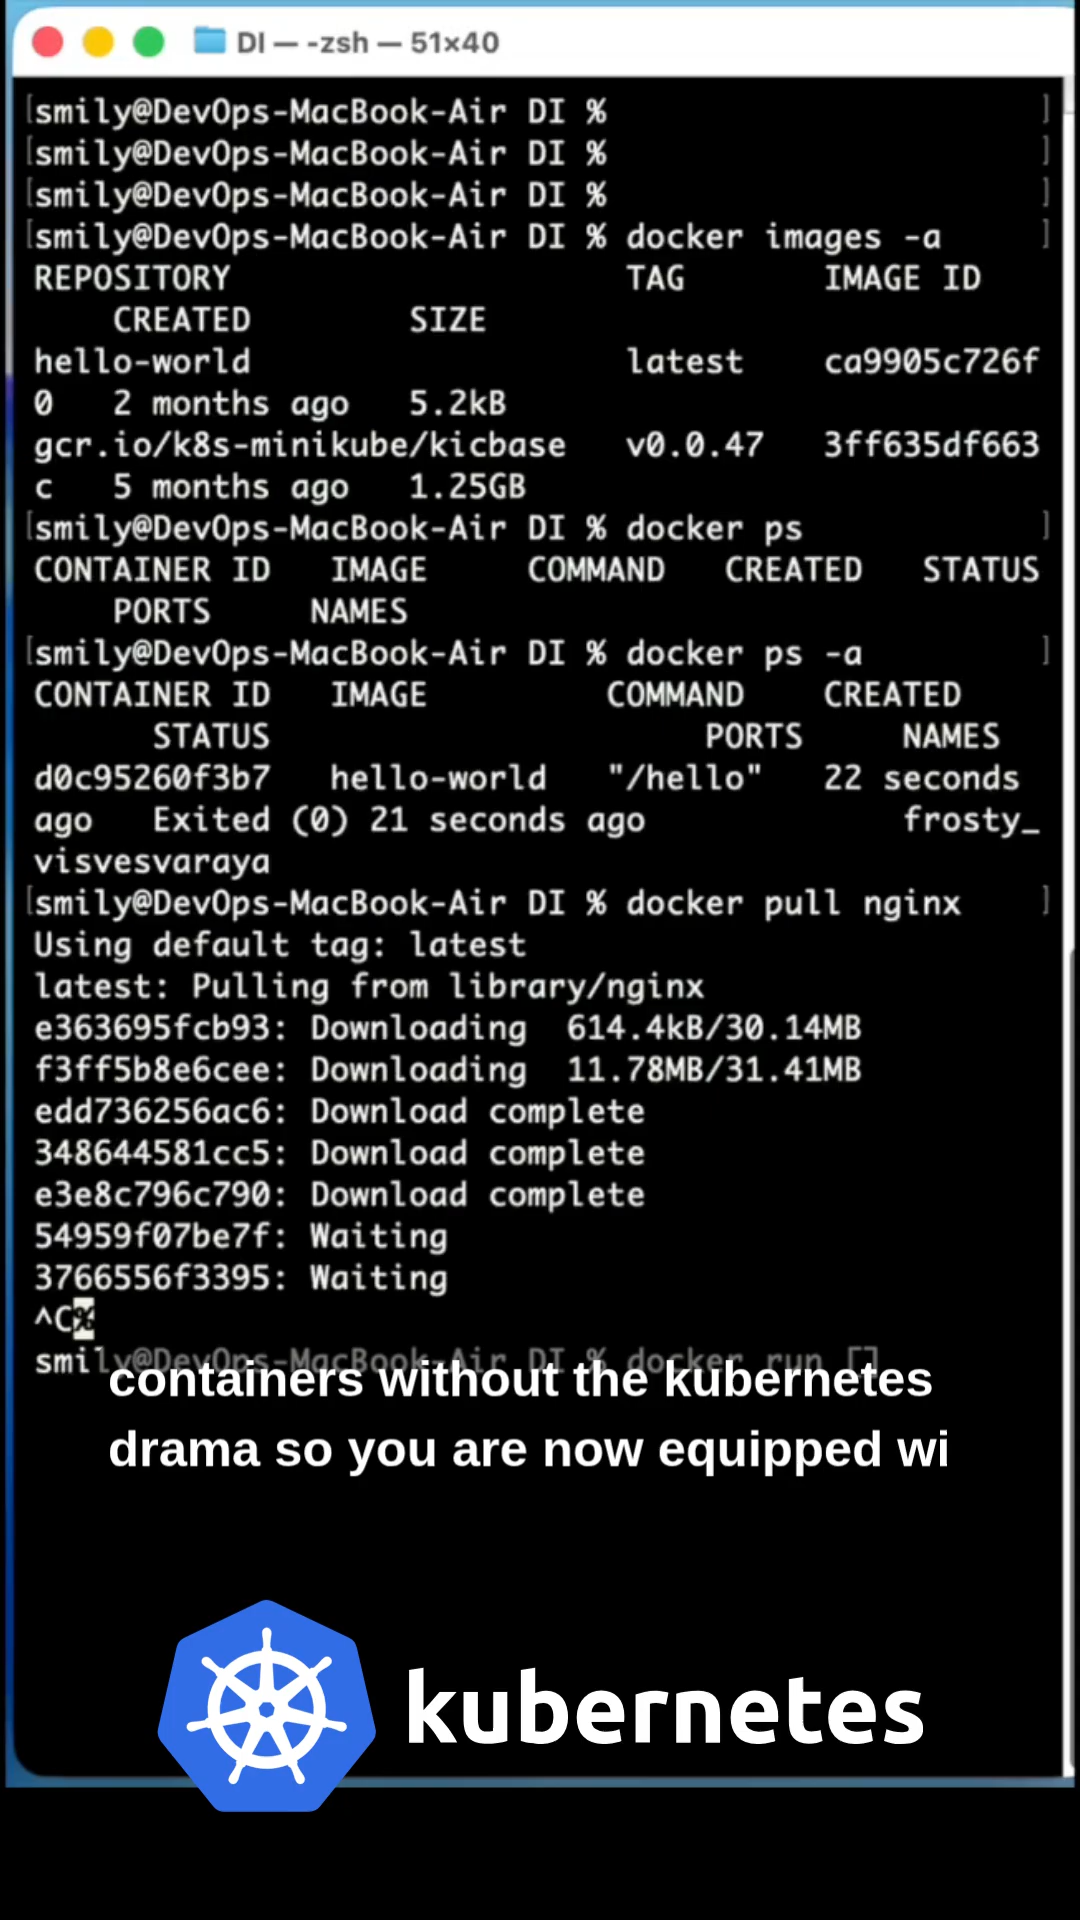 DI — -zsh — 51×40
[smily@DevOps-MacBook-Air DI % ]
[smily@DevOps-MacBook-Air DI % ]
[smily@DevOps-MacBook-Air DI % ]
[smily@DevOps-MacBook-Air DI % docker images -a ]
REPOSITORY TAG IMAGE ID
CREATED SIZE
hello-world latest ca9905c726f
0 2 months ago 5.2kB
gcr.io/k8s-minikube/kicbase v0.0.47 3ff635df663
c 5 months ago 1.25GB
[smily@DevOps-MacBook-Air DI % docker ps ]
CONTAINER ID IMAGE COMMAND CREATED STATUS
PORTS NAMES
[smily@DevOps-MacBook-Air DI % docker ps -a ]
CONTAINER ID IMAGE COMMAND CREATED
STATUS PORTS NAMES
d0c95260f3b7 hello-world "/hello" 22 seconds
ago Exited (0) 21 seconds ago frosty_
visvesvaraya
[smily@DevOps-MacBook-Air DI % docker pull nginx ]
Using default tag: latest
latest: Pulling from library/nginx
e363695fcb93: Downloading 614.4kB/30.14MB
f3ff5b8e6cee: Downloading 11.78MB/31.41MB
edd736256ac6: Download complete
348644581cc5: Download complete
e3e8c796c790: Download complete
54959f07be7f: Waiting
3766556f3395: Waiting
^C%
smily@DevOps-MacBook-Air DI % docker run []
containers without the kubernetes
drama so you are now equipped wi
kubernetes